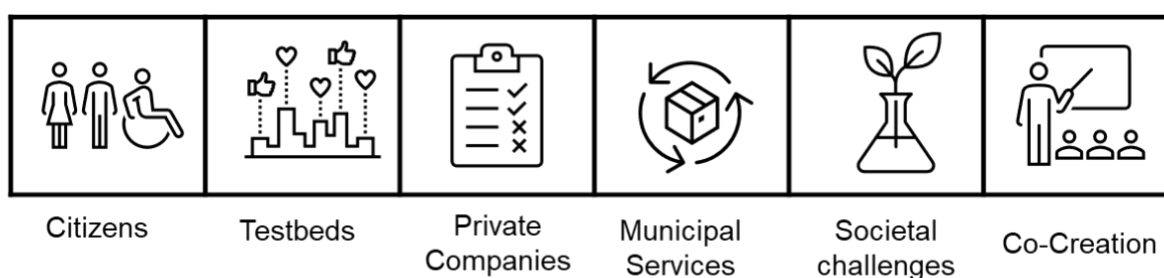 Citizens
Testbeds
Private
Companies
Municipal
Services
Societal
challenges
Co-Creation